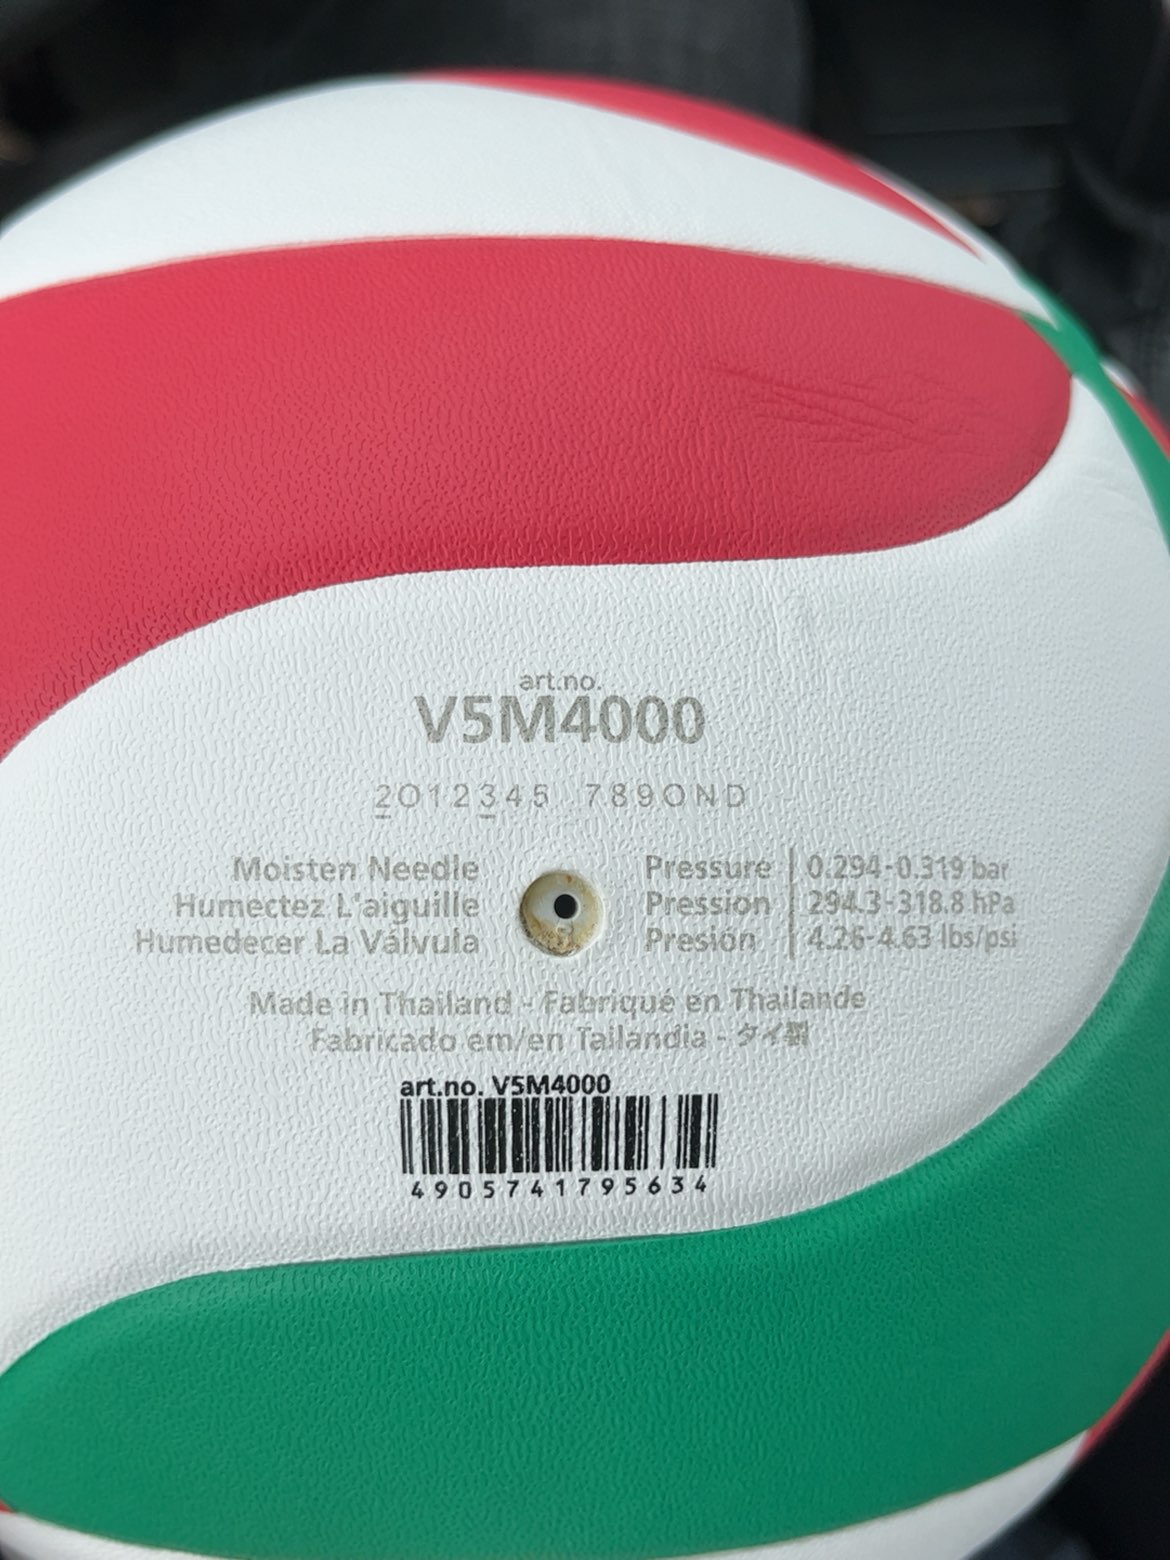 art.no.
V5M4000
2012345 789OND
Moisten Needle
Humectez L'aiguille
Humedecer La Válvula
Pressure | 0.294-0.319 bar
Pression | 294.3-318.8 hPa
Presión | 4.26-4.63 lbs/psi
Made in Thailand - Fabriqué en Thaïlande
Fabricado em/en Tailandia - タイ製
art.no. V5M4000
4905741795634